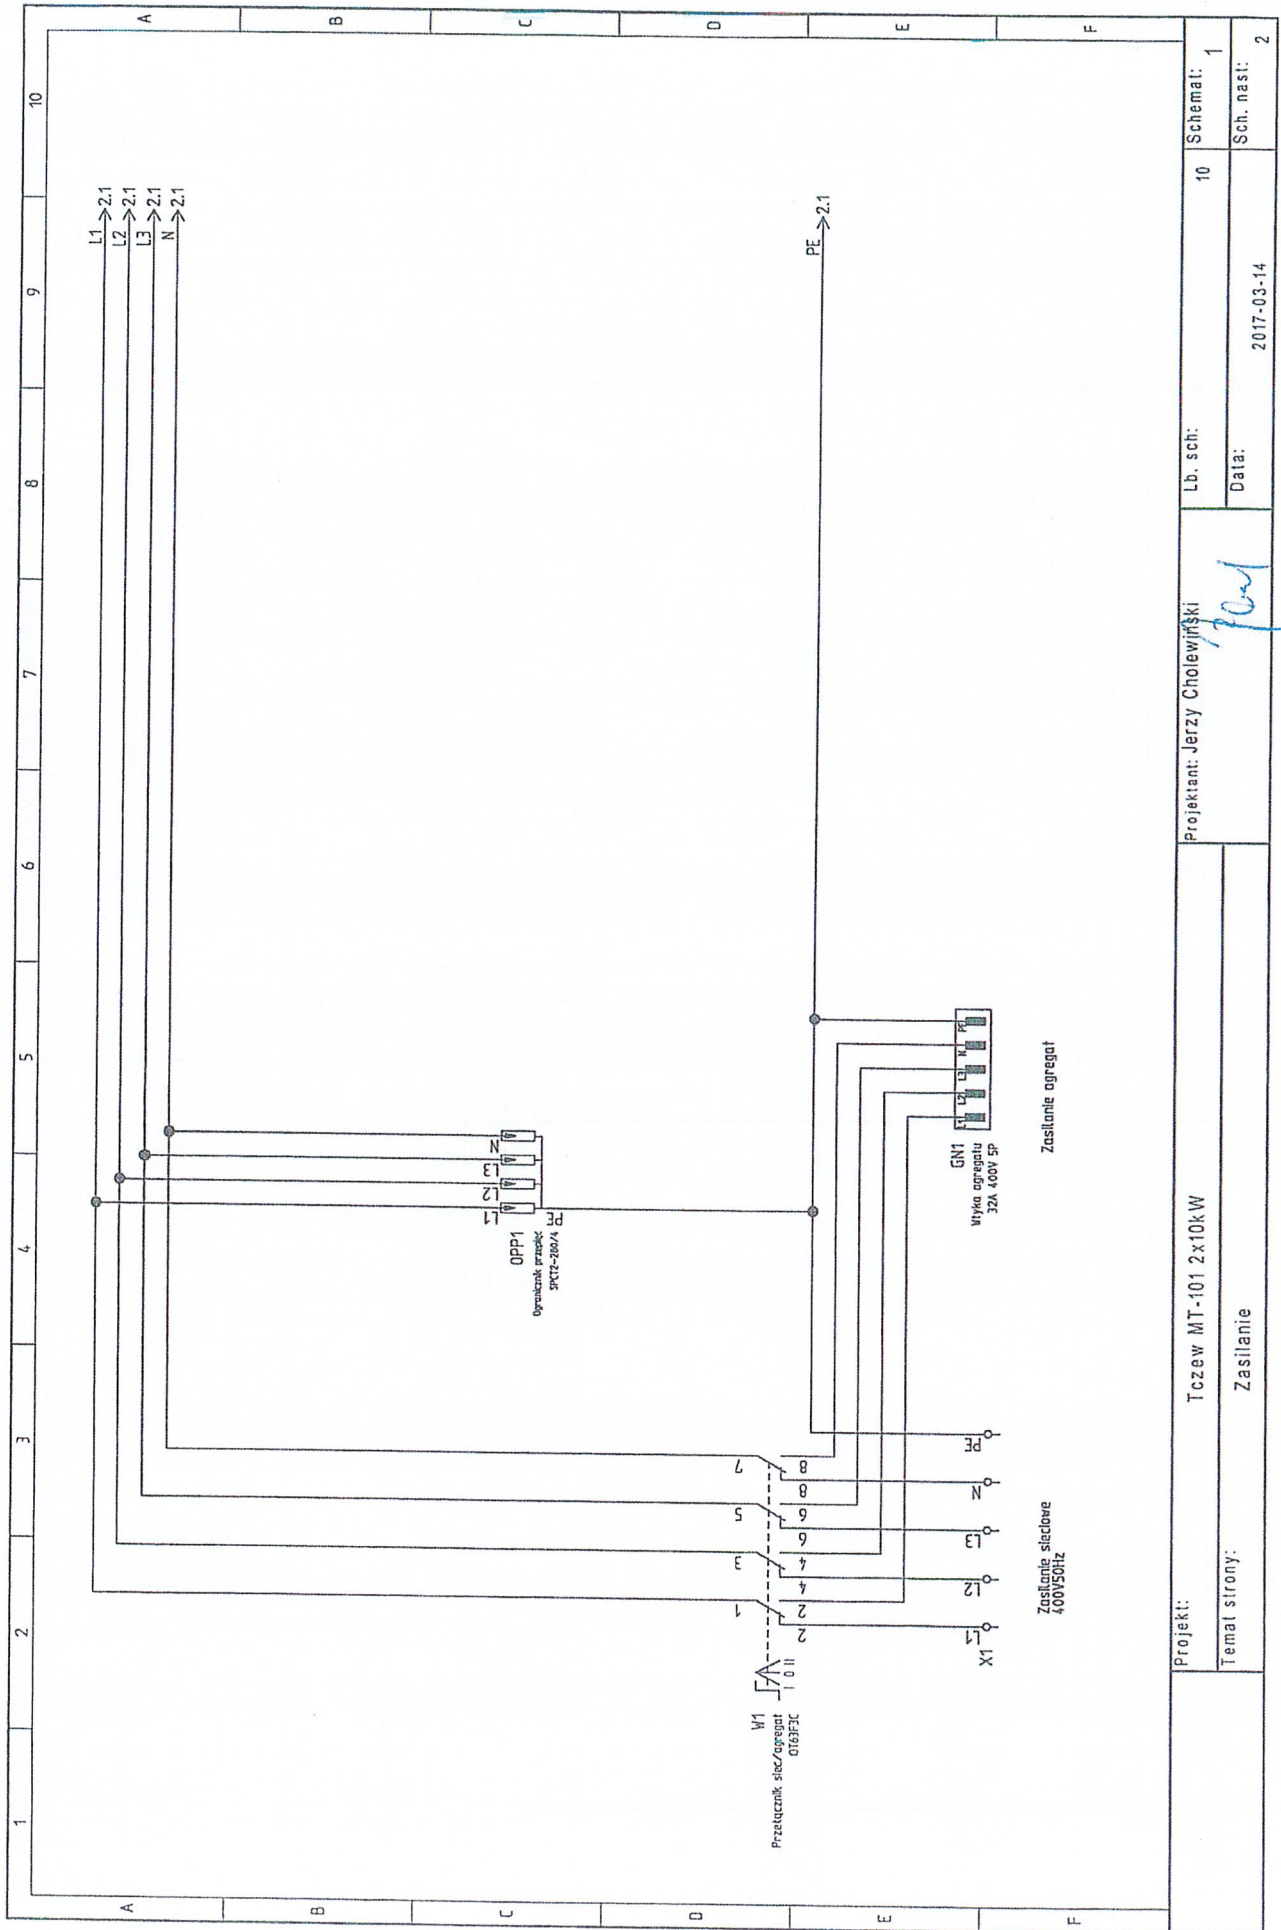 1 2 3 4 5 6 7 8 9 10
A
B
C
D
E
F
A
B
C
D
E
F
L1 2.1
L2 2.1
L3 2.1
N 2.1
PE 2.1
L1 L2 L3 N
OPP1
PE
Ogranicznik przepięć
SPCT2-280/4
1 3 5 7
W1
Przełącznik sieć/agregat
OT63F3C
I 0 II
2 2 4 4 6 6 8 8
X1
L1 L2 L3 N PE
Zasilanie sieciowe
400V50Hz
L1 L2 L3 N PE
GN1
Wtyka agregatu
32A 400V 5P
Zasilanie agregat
Projekt:
Tczew MT-101 2x10kW
Temat strony:
Zasilanie
Projektant: Jerzy Cholewiński
Lb. sch: 10
Schemat: 1
Data: 2017-03-14
Sch. nast: 2